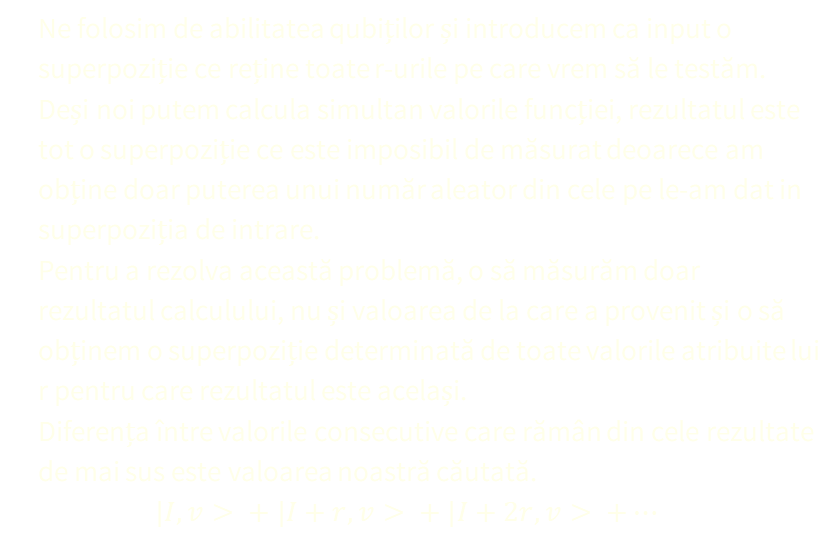 Ne folosim de abilitatea qubiților și introducem ca input o
superpoziție ce reține toate r-urile pe care vrem să le testăm.
Deși noi putem calcula simultan valorile funcției, rezultatul este
tot o superpoziție ce este imposibil de măsurat deoarece am
obține doar puterea unui număr aleator din cele pe le-am dat în
superpoziția de intrare.
Pentru a rezolva această problemă, o să măsurăm doar
rezultatul calculului, nu și valoarea de la care a provenit și o să
obținem o superpoziție determinată de toate valorile atribuite lui
r pentru care rezultatul este același.
Diferența între valorile consecutive care rămân din cele rezultate
de mai sus este valoarea noastră căutată
|l, v > + |l + r, v > + |l + 2r, v > + ⋯